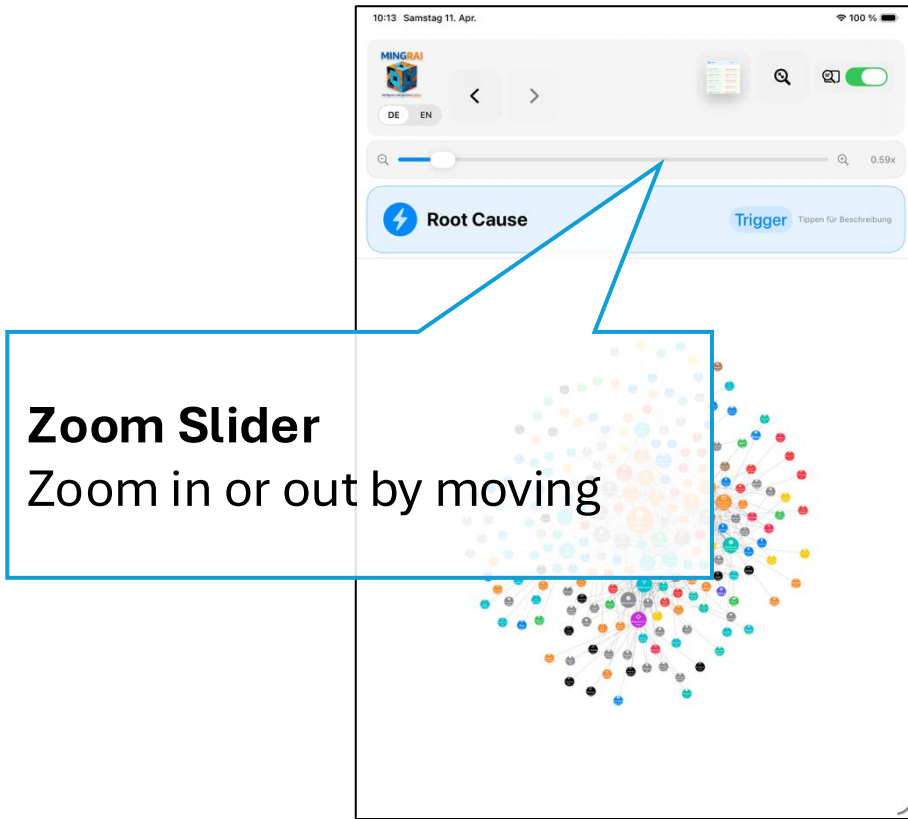 10:13 Samstag 11. Apr.
100 %
MINGRAI
DE EN
0.59x
Root Cause
Trigger
Tippen für Beschreibung
Zoom Slider
Zoom in or out by moving